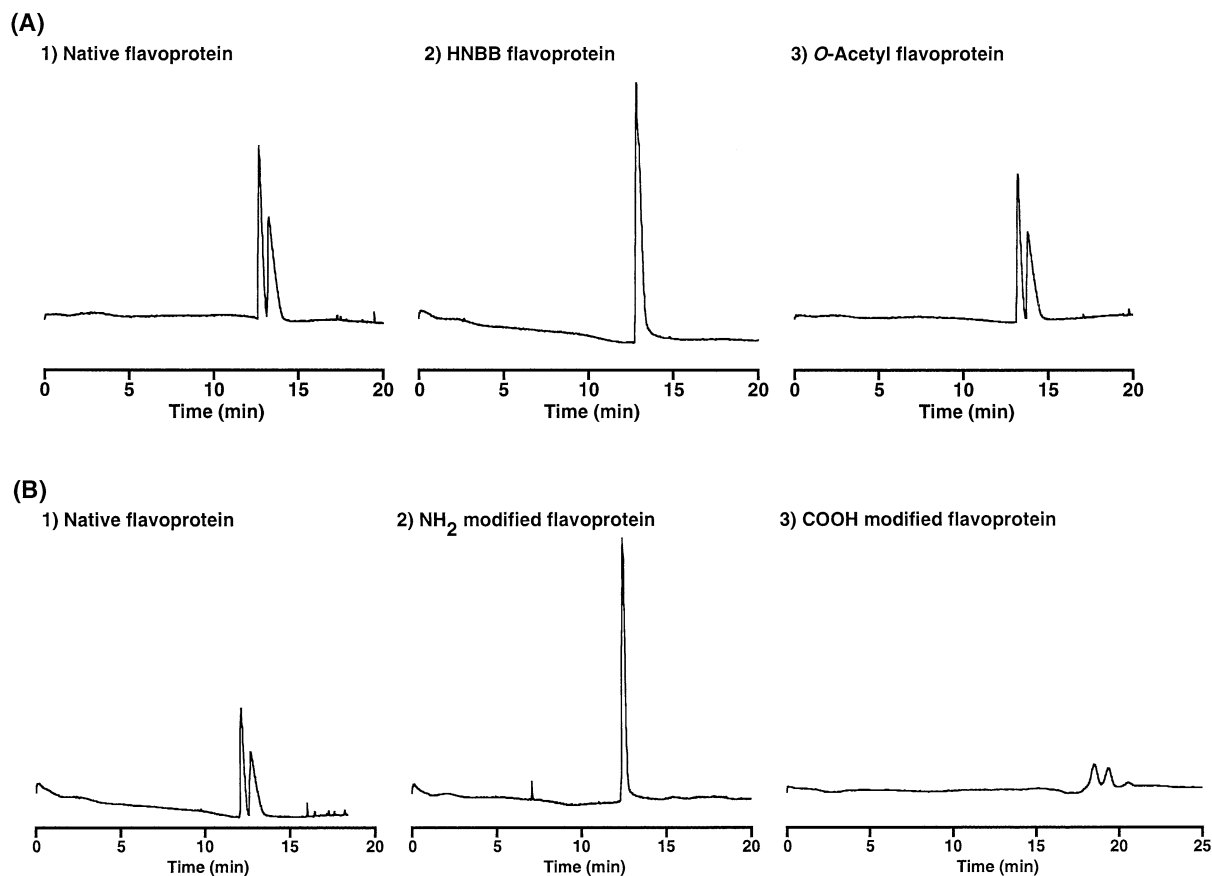 (A)
1) Native flavoprotein
2) HNBB flavoprotein
3) O-Acetyl flavoprotein
0 5 10 15 20
Time (min)
0 5 10 15 20
Time (min)
0 5 10 15 20
Time (min)
(B)
1) Native flavoprotein
2) NH2 modified flavoprotein
3) COOH modified flavoprotein
0 5 10 15 20
Time (min)
0 5 10 15 20
Time (min)
0 5 10 15 20 25
Time (min)